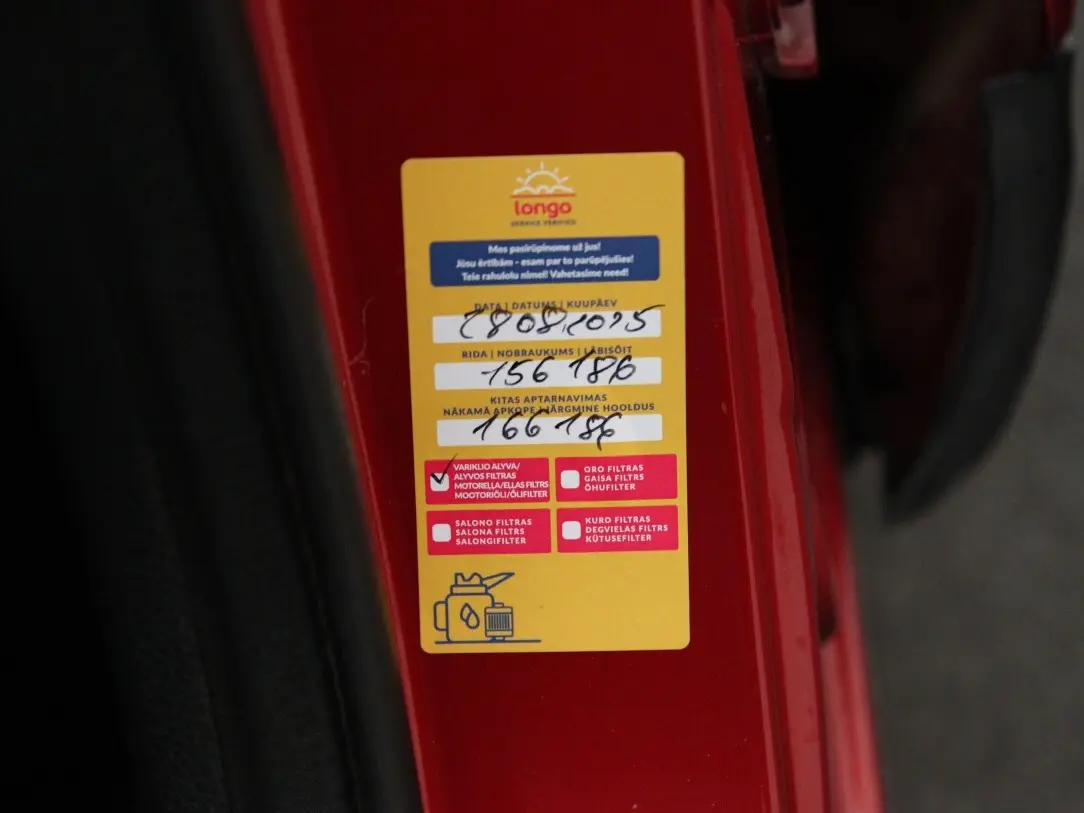 longo
SERVICE VERIFIED
Mes pasirūpinome už jus!
Jūsu ērtībām - esam par to parūpējušies!
Teie rahulolu nimel! Vahetasime need!
DATA | DATUMS | KUUPÄEV
28 08.2025
RIDA | NOBRAUKUMS | LÄBISÕIT
156 186
KITAS APTARNAVIMAS
NĀKAMĀ APKOPE | JÄRGMINE HOOLDUS
166 186
VARIKLIO ALYVA/
ALYVOS FILTRAS
MOTOREĻĻA/EĻĻAS FILTRS
MOOTORIÕLI/ÕLIFILTER
ORO FILTRAS
GAISA FILTRS
ÕHUFILTER
SALONO FILTRAS
SALONA FILTRS
SALONGIFILTER
KURO FILTRAS
DEGVIELAS FILTRS
KÜTUSEFILTER